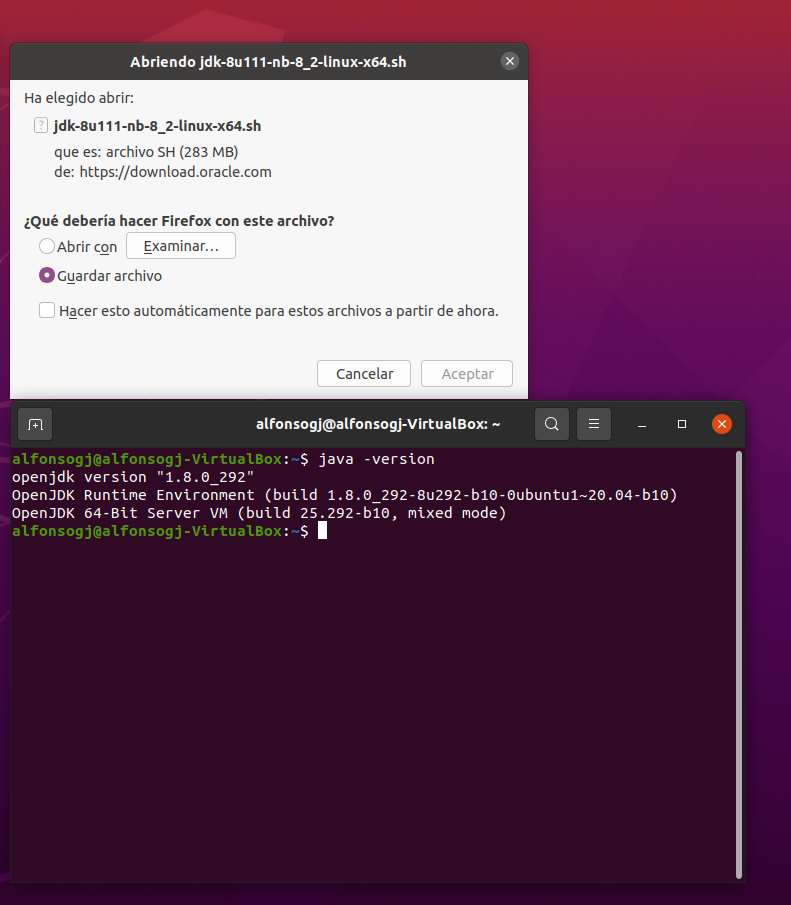 Abriendo jdk-8u111-nb-8_2-linux-x64.sh
Ha elegido abrir:
jdk-8u111-nb-8_2-linux-x64.sh
que es: archivo SH (283 MB)
de: https://download.oracle.com
¿Qué debería hacer Firefox con este archivo?
Abrir con Examinar...
Guardar archivo
Hacer esto automáticamente para estos archivos a partir de ahora.
Cancelar Aceptar
alfonsogj@alfonsogj-VirtualBox: ~
alfonsogj@alfonsogj-VirtualBox:~$ java -version
openjdk version "1.8.0_292"
OpenJDK Runtime Environment (build 1.8.0_292-8u292-b10-0ubuntu1~20.04-b10)
OpenJDK 64-Bit Server VM (build 25.292-b10, mixed mode)
alfonsogj@alfonsogj-VirtualBox:~$